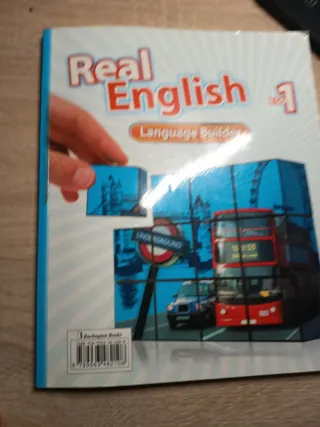 Real
English
1
Language Builder
UNDERGROUND
Burlington Books